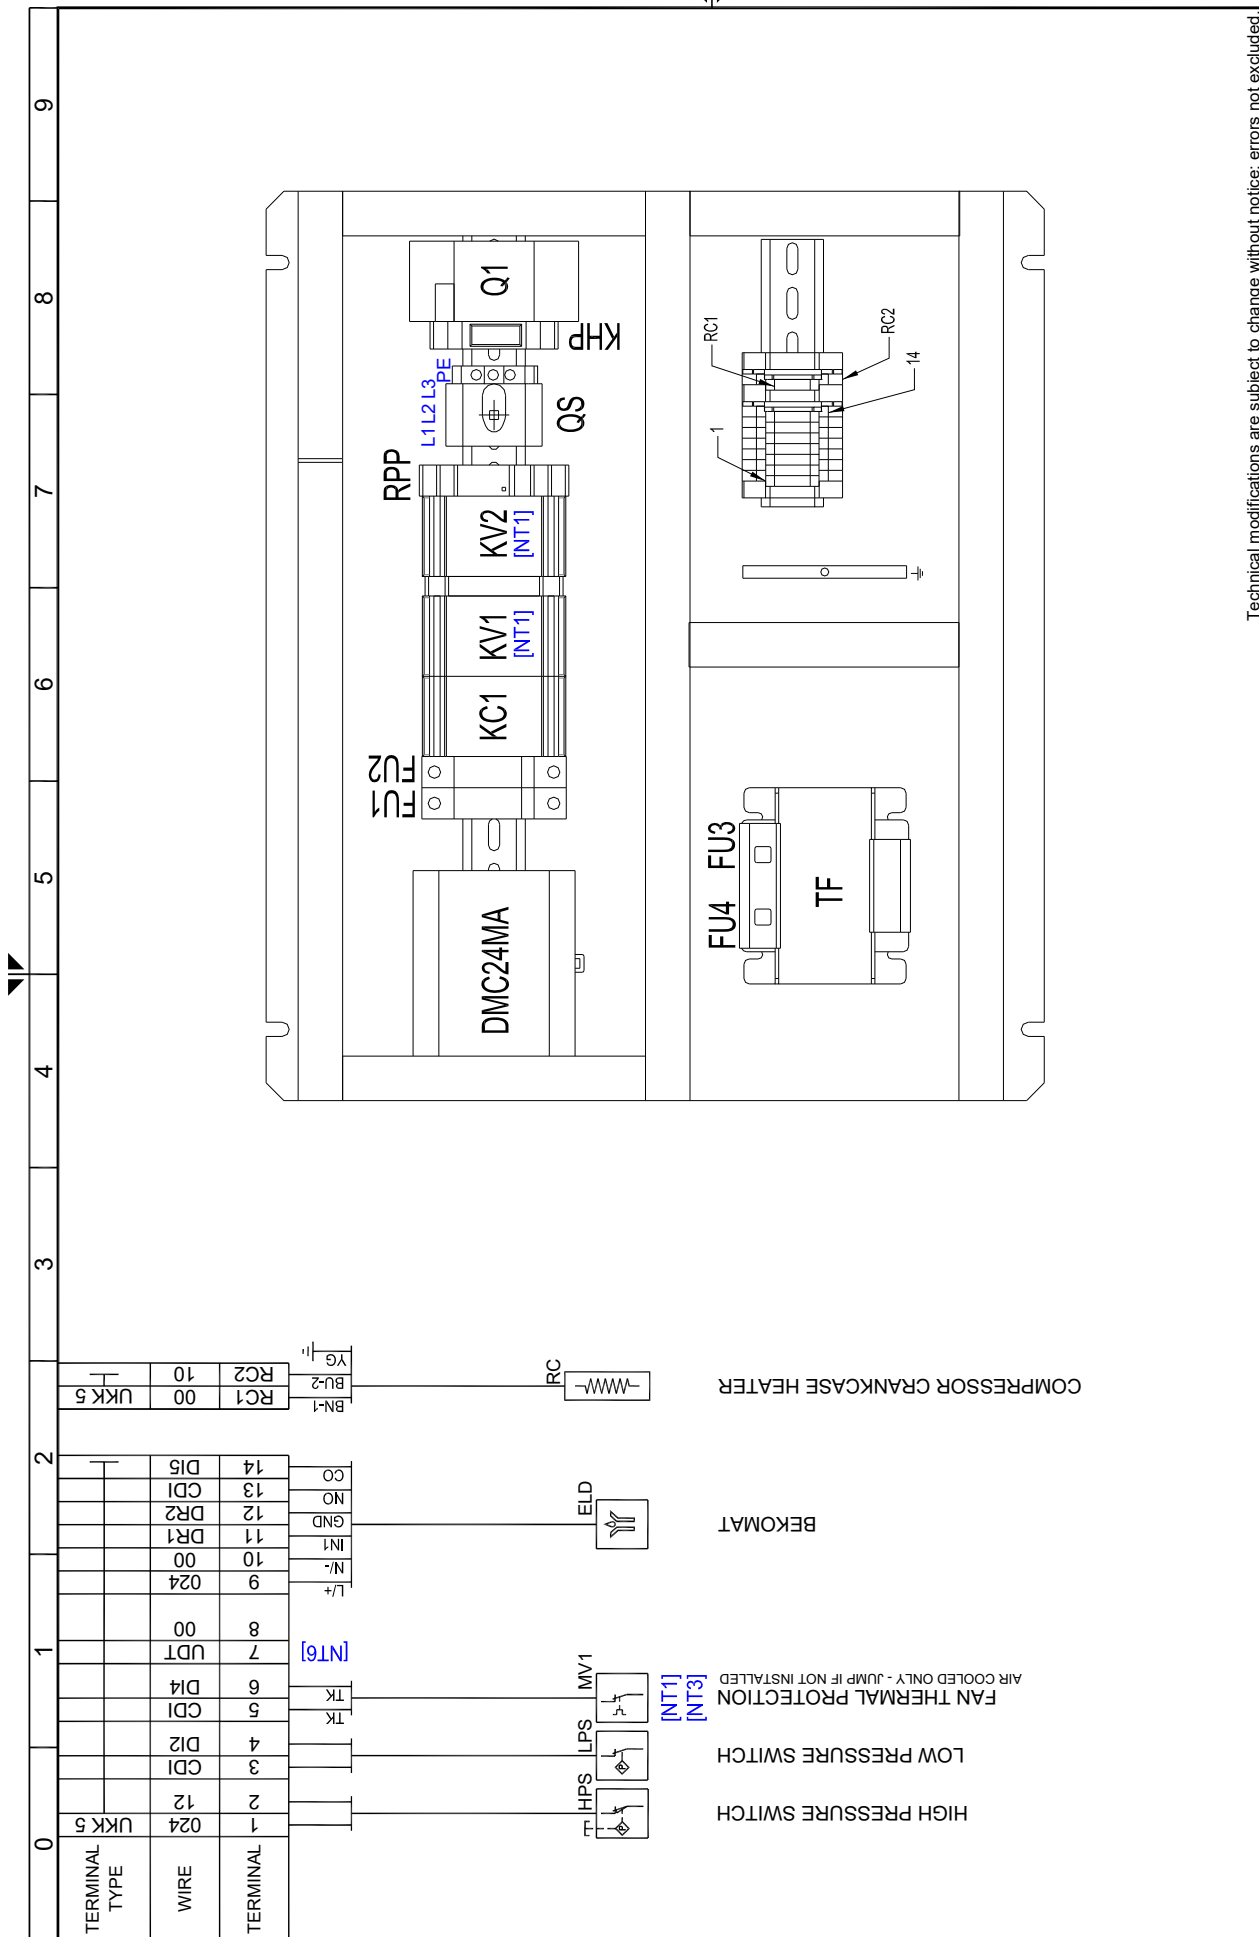 0 1 2 3 4 5 6 7 8 9
TERMINAL
TYPE
UKK 5
UKK 5
WIRE
024
12
CDI
DI2
CDI
DI4
UDT
00
024
00
DR1
DR2
CDI
DI5
00
10
TERMINAL
1
2
3
4
5
6
7
8
9
10
11
12
13
14
RC1
RC2
TK
TK
[NT6]
L/+
N/-
IN1
GND
NO
CO
BN-1
BU-2
YG
HPS
LPS
MV1
ELD
RC
[NT1]
[NT3]
HIGH PRESSURE SWITCH
LOW PRESSURE SWITCH
FAN THERMAL PROTECTION
AIR COOLED ONLY - JUMP IF NOT INSTALLED
BEKOMAT
COMPRESSOR CRANKCASE HEATER
DMC24MA
FU1
FU2
KC1
KV1
[NT1]
KV2
[NT1]
RPP
L1 L2 L3
PE
QS
KHP
Q1
FU4 FU3
TF
1
RC1
14
RC2
Technical modifications are subject to change without notice; errors not excluded.